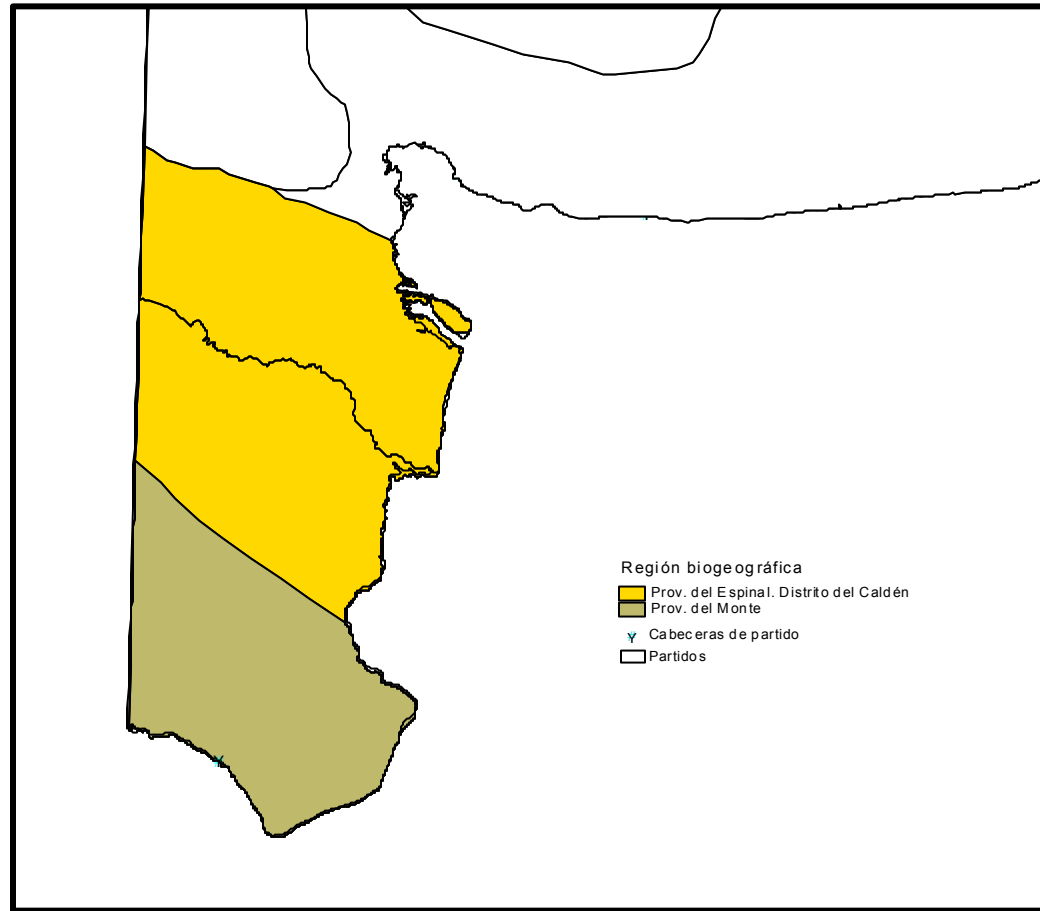 Región biogeográfica
Prov. del Espinal. Distrito del Caldén
Prov. del Monte
Cabeceras de partido
Partidos